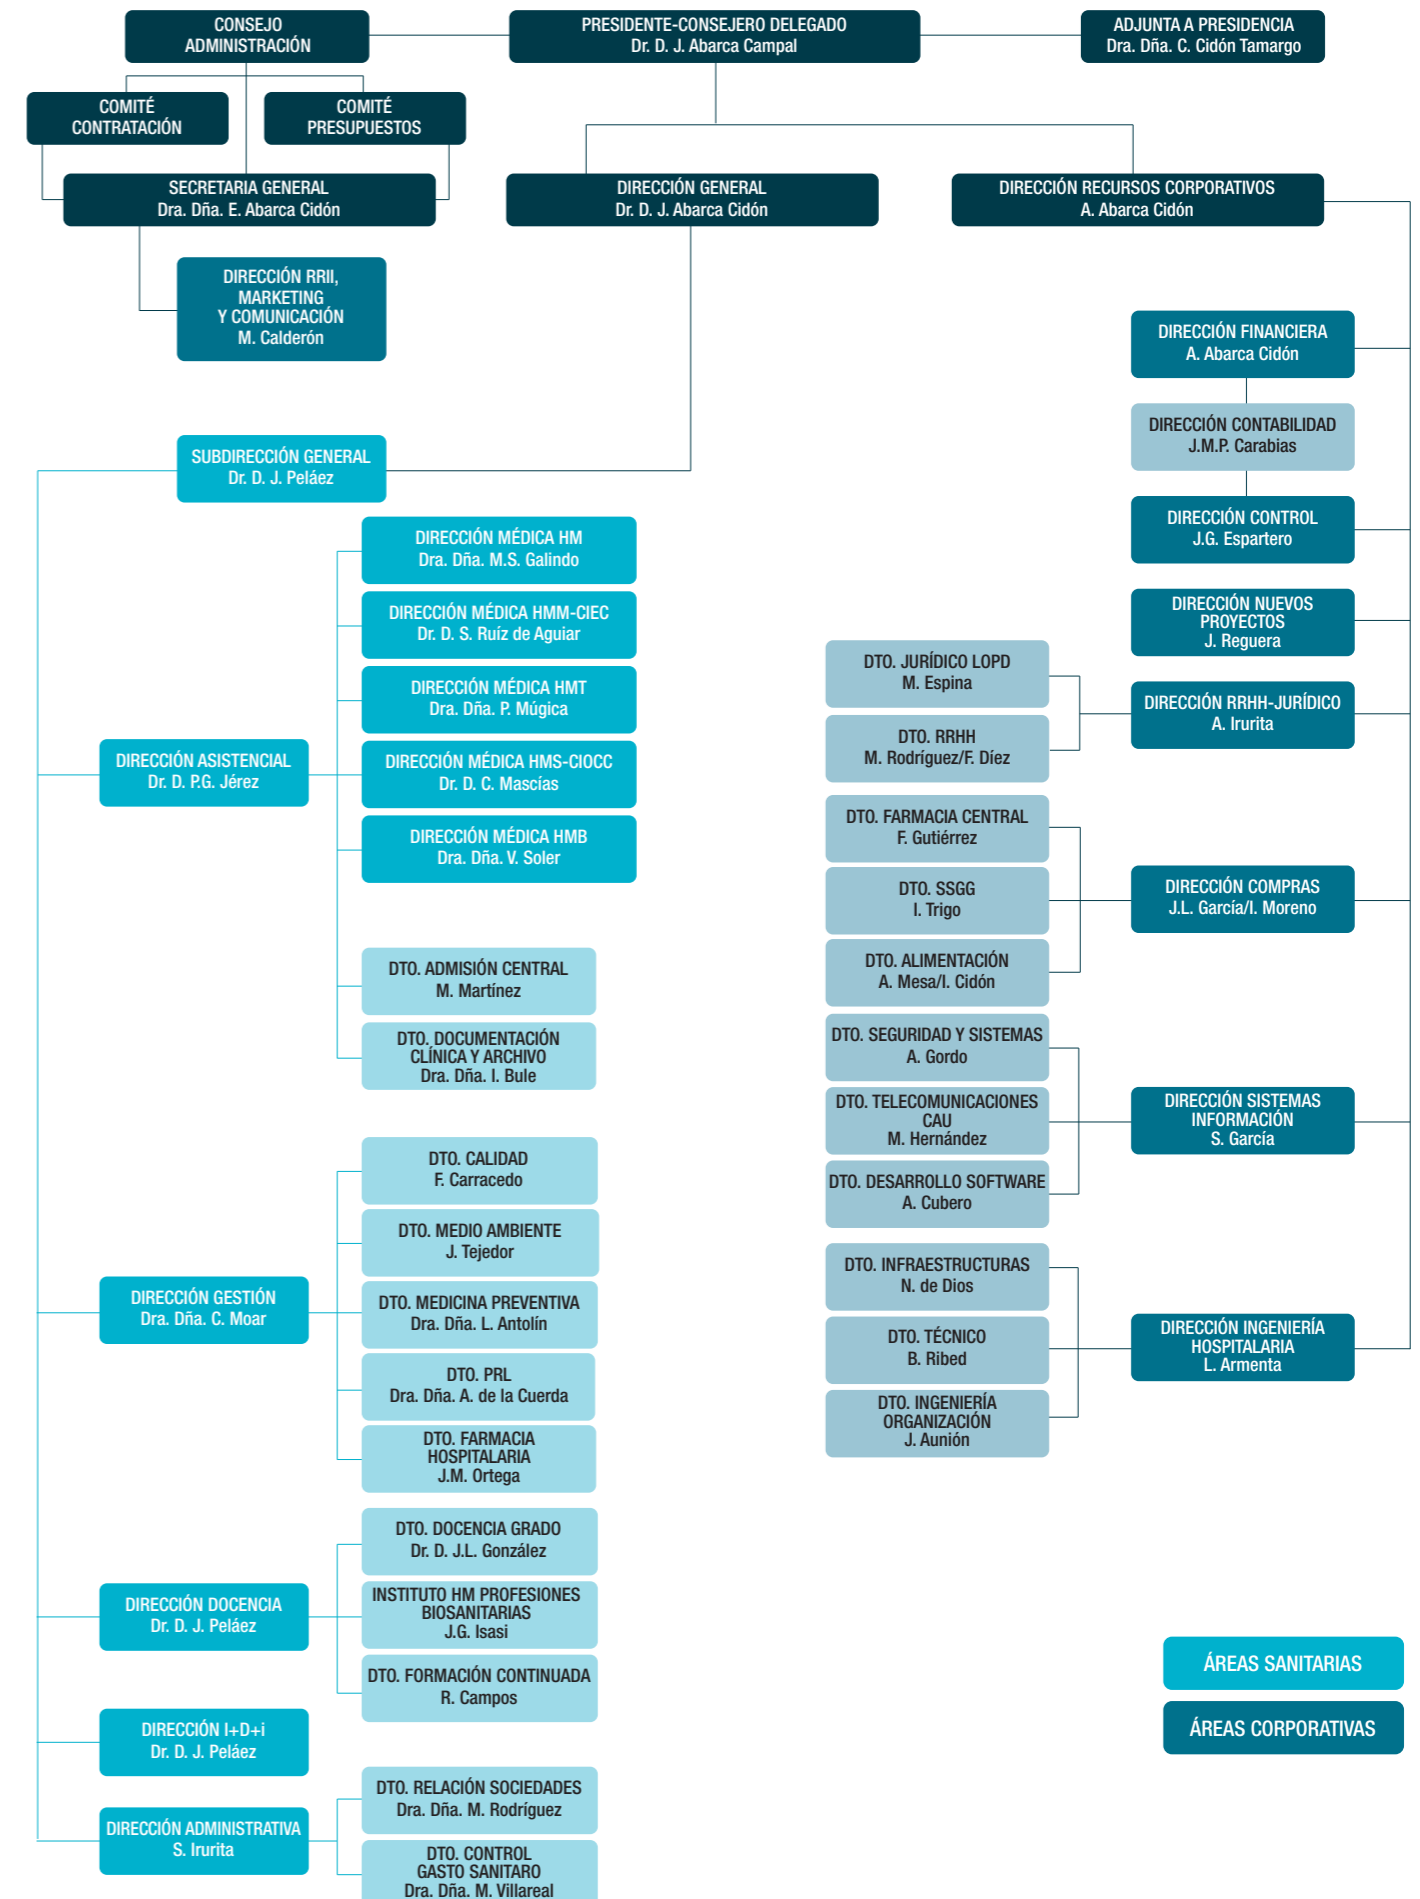 CONSEJO
ADMINISTRACIÓN
PRESIDENTE-CONSEJERO DELEGADO
Dr. D. J. Abarca Campal
ADJUNTA A PRESIDENCIA
Dra. Dña. C. Cidón Tamargo
COMITÉ
CONTRATACIÓN
COMITÉ
PRESUPUESTOS
SECRETARIA GENERAL
Dra. Dña. E. Abarca Cidón
DIRECCIÓN GENERAL
Dr. D. J. Abarca Cidón
DIRECCIÓN RECURSOS CORPORATIVOS
A. Abarca Cidón
DIRECCIÓN RRII,
MARKETING
Y COMUNICACIÓN
M. Calderón
SUBDIRECCIÓN GENERAL
Dr. D. J. Peláez
DIRECCIÓN ASISTENCIAL
Dr. D. P.G. Jérez
DIRECCIÓN MÉDICA HM
Dra. Dña. M.S. Galindo
DIRECCIÓN MÉDICA HMM-CIEC
Dr. D. S. Ruíz de Aguiar
DIRECCIÓN MÉDICA HMT
Dra. Dña. P. Múgica
DIRECCIÓN MÉDICA HMS-CIOCC
Dr. D. C. Mascías
DIRECCIÓN MÉDICA HMB
Dra. Dña. V. Soler
DTO. ADMISIÓN CENTRAL
M. Martínez
DTO. DOCUMENTACIÓN
CLÍNICA Y ARCHIVO
Dra. Dña. I. Bule
DIRECCIÓN GESTIÓN
Dra. Dña. C. Moar
DTO. CALIDAD
F. Carracedo
DTO. MEDIO AMBIENTE
J. Tejedor
DTO. MEDICINA PREVENTIVA
Dra. Dña. L. Antolín
DTO. PRL
Dra. Dña. A. de la Cuerda
DTO. FARMACIA
HOSPITALARIA
J.M. Ortega
DIRECCIÓN DOCENCIA
Dr. D. J. Peláez
DTO. DOCENCIA GRADO
Dr. D. J.L. González
INSTITUTO HM PROFESIONES
BIOSANITARIAS
J.G. Isasi
DTO. FORMACIÓN CONTINUADA
R. Campos
DIRECCIÓN I+D+i
Dr. D. J. Peláez
DIRECCIÓN ADMINISTRATIVA
S. Irurita
DTO. RELACIÓN SOCIEDADES
Dra. Dña. M. Rodríguez
DTO. CONTROL
GASTO SANITARO
Dra. Dña. M. Villareal
DIRECCIÓN FINANCIERA
A. Abarca Cidón
DIRECCIÓN CONTABILIDAD
J.M.P. Carabias
DIRECCIÓN CONTROL
J.G. Espartero
DIRECCIÓN NUEVOS
PROYECTOS
J. Reguera
DIRECCIÓN RRHH-JURÍDICO
A. Irurita
DTO. JURÍDICO LOPD
M. Espina
DTO. RRHH
M. Rodríguez/F. Díez
DIRECCIÓN COMPRAS
J.L. García/I. Moreno
DTO. FARMACIA CENTRAL
F. Gutiérrez
DTO. SSGG
I. Trigo
DTO. ALIMENTACIÓN
A. Mesa/I. Cidón
DIRECCIÓN SISTEMAS
INFORMACIÓN
S. García
DTO. SEGURIDAD Y SISTEMAS
A. Gordo
DTO. TELECOMUNICACIONES
CAU
M. Hernández
DTO. DESARROLLO SOFTWARE
A. Cubero
DIRECCIÓN INGENIERÍA
HOSPITALARIA
L. Armenta
DTO. INFRAESTRUCTURAS
N. de Dios
DTO. TÉCNICO
B. Ribed
DTO. INGENIERÍA
ORGANIZACIÓN
J. Aunión
ÁREAS SANITARIAS
ÁREAS CORPORATIVAS